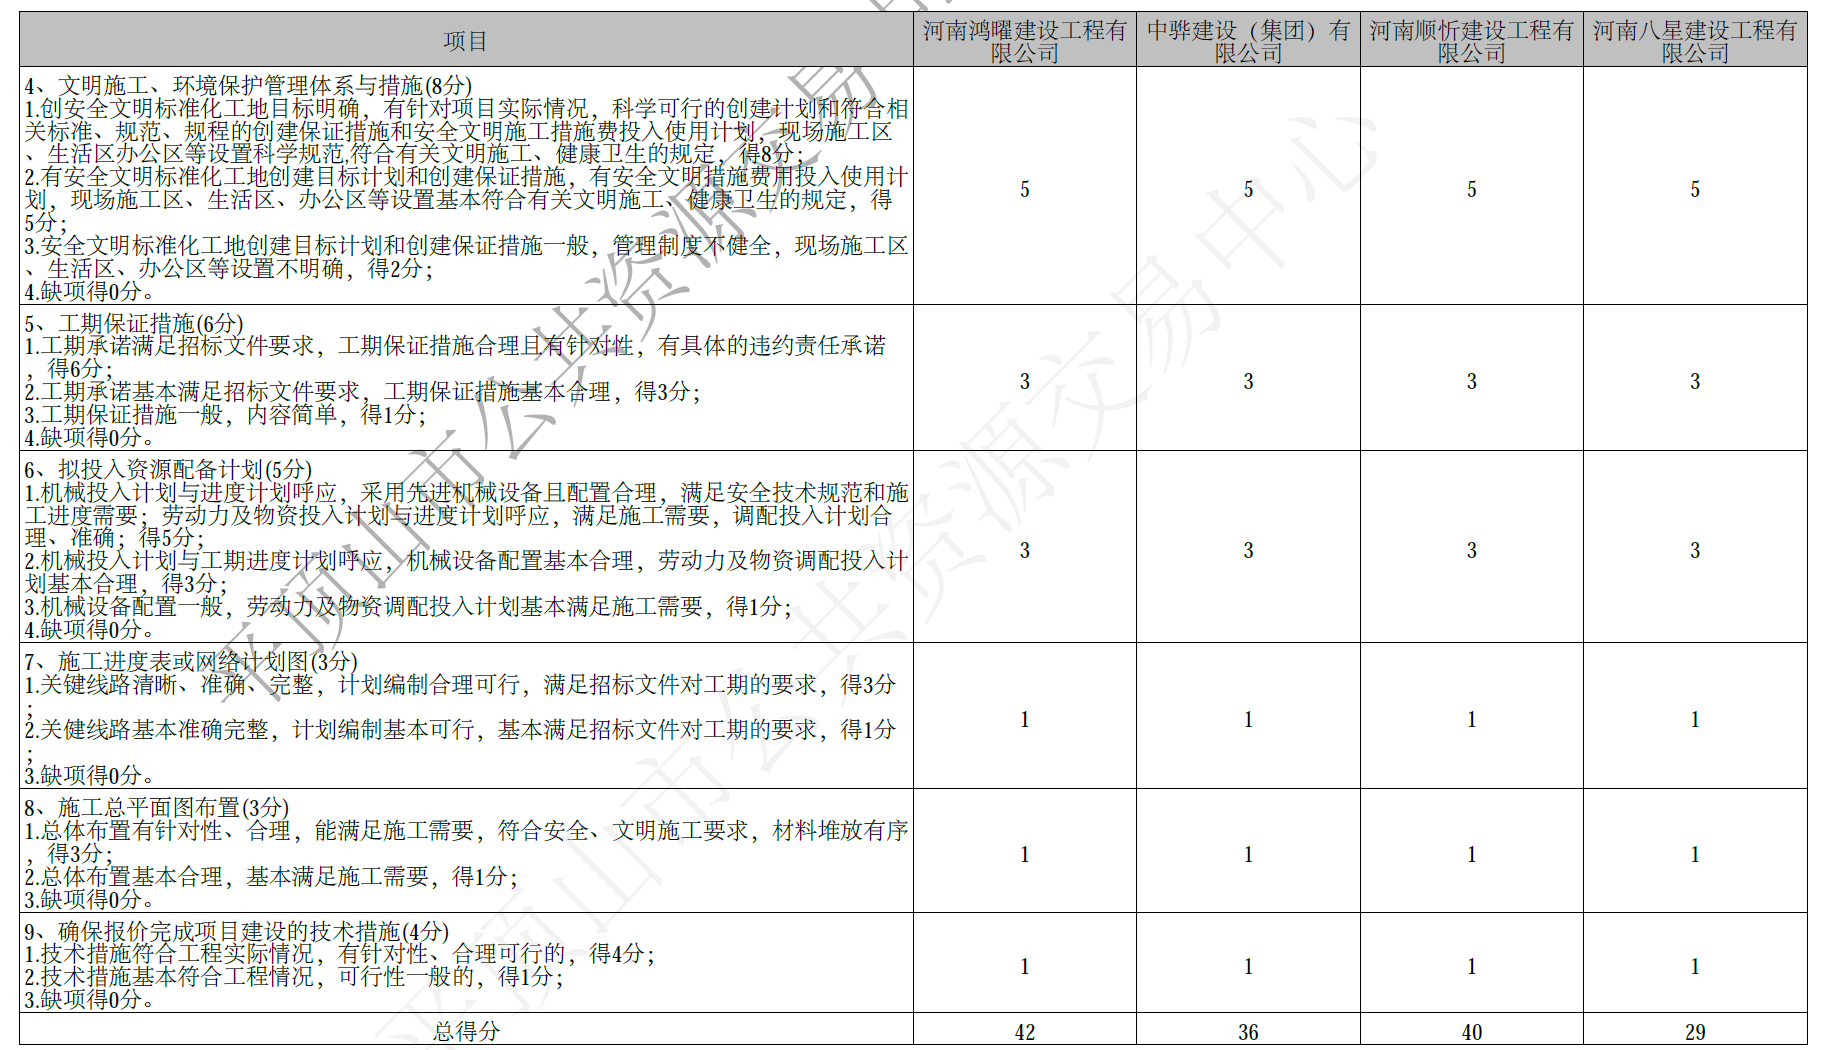 项目
河南鸿曜建设工程有
限公司
中骅建设（集团）有
限公司
河南顺忻建设工程有
限公司
河南八星建设工程有
限公司
4、文明施工、环境保护管理体系与措施(8分)
1.创安全文明标准化工地目标明确，有针对项目实际情况，科学可行的创建计划和符合相
关标准、规范、规程的创建保证措施和安全文明施工措施费投入使用计划，现场施工区
、生活区办公区等设置科学规范,符合有关文明施工、健康卫生的规定，得8分；
2.有安全文明标准化工地创建目标计划和创建保证措施，有安全文明措施费用投入使用计
划，现场施工区、生活区、办公区等设置基本符合有关文明施工、健康卫生的规定，得
5分；
3.安全文明标准化工地创建目标计划和创建保证措施一般，管理制度不健全，现场施工区
、生活区、办公区等设置不明确，得2分；
4.缺项得0分。
5
5
5
5
5、工期保证措施(6分)
1.工期承诺满足招标文件要求，工期保证措施合理且有针对性，有具体的违约责任承诺
，得6分；
2.工期承诺基本满足招标文件要求，工期保证措施基本合理，得3分；
3.工期保证措施一般，内容简单，得1分；
4.缺项得0分。
3
3
3
3
6、拟投入资源配备计划(5分)
1.机械投入计划与进度计划呼应，采用先进机械设备且配置合理，满足安全技术规范和施
工进度需要；劳动力及物资投入计划与进度计划呼应，满足施工需要，调配投入计划合
理、准确；得5分；
2.机械投入计划与工期进度计划呼应，机械设备配置基本合理，劳动力及物资调配投入计
划基本合理，得3分；
3.机械设备配置一般，劳动力及物资调配投入计划基本满足施工需要，得1分；
4.缺项得0分。
3
3
3
3
7、施工进度表或网络计划图(3分)
1.关键线路清晰、准确、完整，计划编制合理可行，满足招标文件对工期的要求，得3分
；
2.关健线路基本准确完整，计划编制基本可行，基本满足招标文件对工期的要求，得1分
；
3.缺项得0分。
1
1
1
1
8、施工总平面图布置(3分)
1.总体布置有针对性、合理，能满足施工需要，符合安全、文明施工要求，材料堆放有序
，得3分；
2.总体布置基本合理，基本满足施工需要，得1分；
3.缺项得0分。
1
1
1
1
9、确保报价完成项目建设的技术措施(4分)
1.技术措施符合工程实际情况，有针对性、合理可行的，得4分；
2.技术措施基本符合工程情况，可行性一般的，得1分；
3.缺项得0分。
1
1
1
1
总得分
42
36
40
29
平顶山市公共资源交易中
平顶山市公共资源交易中心